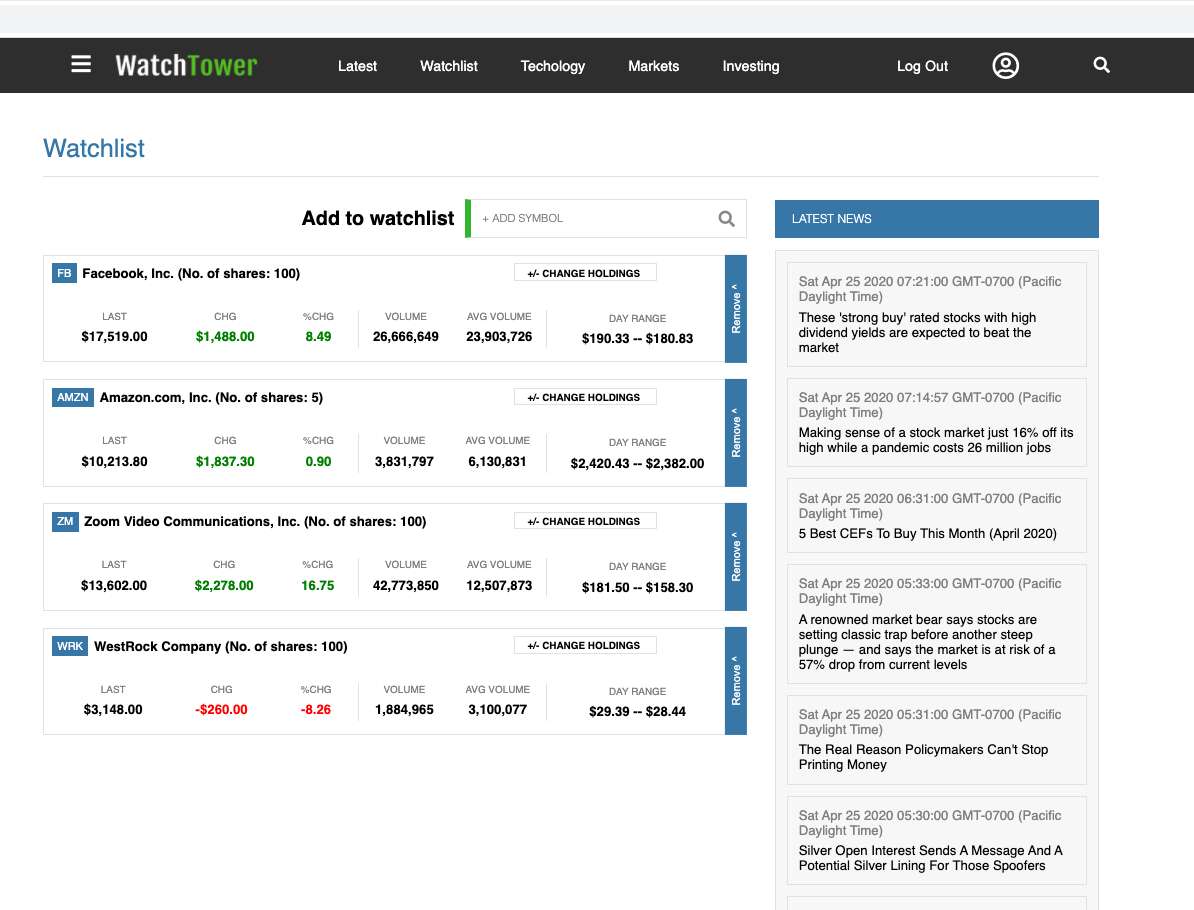 WatchTower
Latest
Watchlist
Techology
Markets
Investing
Log Out
Watchlist
Add to watchlist
+ ADD SYMBOL
FB Facebook, Inc. (No. of shares: 100)
+/- CHANGE HOLDINGS
LAST CHG %CHG VOLUME AVG VOLUME DAY RANGE
$17,519.00 $1,488.00 8.49 26,666,649 23,903,726 $190.33 -- $180.83
Remove ^
AMZN Amazon.com, Inc. (No. of shares: 5)
+/- CHANGE HOLDINGS
LAST CHG %CHG VOLUME AVG VOLUME DAY RANGE
$10,213.80 $1,837.30 0.90 3,831,797 6,130,831 $2,420.43 -- $2,382.00
Remove ^
ZM Zoom Video Communications, Inc. (No. of shares: 100)
+/- CHANGE HOLDINGS
LAST CHG %CHG VOLUME AVG VOLUME DAY RANGE
$13,602.00 $2,278.00 16.75 42,773,850 12,507,873 $181.50 -- $158.30
Remove ^
WRK WestRock Company (No. of shares: 100)
+/- CHANGE HOLDINGS
LAST CHG %CHG VOLUME AVG VOLUME DAY RANGE
$3,148.00 -$260.00 -8.26 1,884,965 3,100,077 $29.39 -- $28.44
Remove ^
LATEST NEWS
Sat Apr 25 2020 07:21:00 GMT-0700 (Pacific
Daylight Time)
These 'strong buy' rated stocks with high
dividend yields are expected to beat the
market
Sat Apr 25 2020 07:14:57 GMT-0700 (Pacific
Daylight Time)
Making sense of a stock market just 16% off its
high while a pandemic costs 26 million jobs
Sat Apr 25 2020 06:31:00 GMT-0700 (Pacific
Daylight Time)
5 Best CEFs To Buy This Month (April 2020)
Sat Apr 25 2020 05:33:00 GMT-0700 (Pacific
Daylight Time)
A renowned market bear says stocks are
setting classic trap before another steep
plunge — and says the market is at risk of a
57% drop from current levels
Sat Apr 25 2020 05:31:00 GMT-0700 (Pacific
Daylight Time)
The Real Reason Policymakers Can't Stop
Printing Money
Sat Apr 25 2020 05:30:00 GMT-0700 (Pacific
Daylight Time)
Silver Open Interest Sends A Message And A
Potential Silver Lining For Those Spoofers